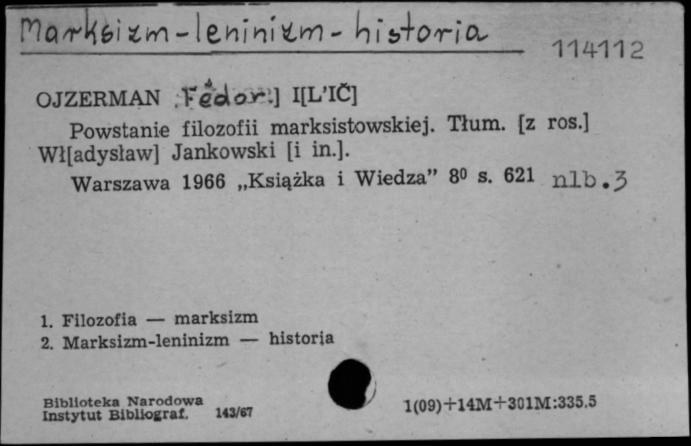 Marksizm-leninizm - historia
114112
OJZERMAN Fédor.] I[L'IČ]
Powstanie filozofii marksistowskiej. Tłum. [z ros.]
Wł[adysław] Jankowski [i in.].
Warszawa 1966 „Książka i Wiedza” 8⁰ s. 621 nlb. 3
1. Filozofia — marksizm
2. Marksizm-leninizm — historia
Biblioteka Narodowa
Instytut Bibliograf. 143/67
1(09)+14M+301M:335.5